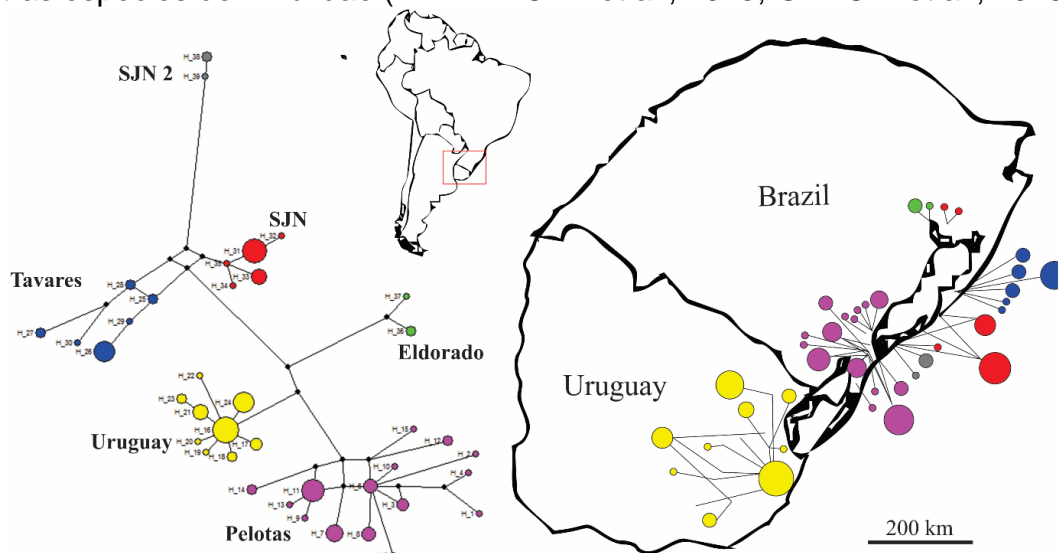 SJN 2
H_38
H_39
SJN
H_32
H_31
H_35
H_33
H_34
Tavares
H_28
H_25
H_27
H_29
H_30
H_26
H_37
H_36
Eldorado
H_22
H_23
H_24
H_21
H_16
Uruguay
H_20
H_17
H_19
H_18
H_15
H_12
H_2
H_10
H_4
H_14
H_11
H_5
H_13
H_3
H_9
H_1
H_7
H_8
Pelotas
Brazil
Uruguay
200 km